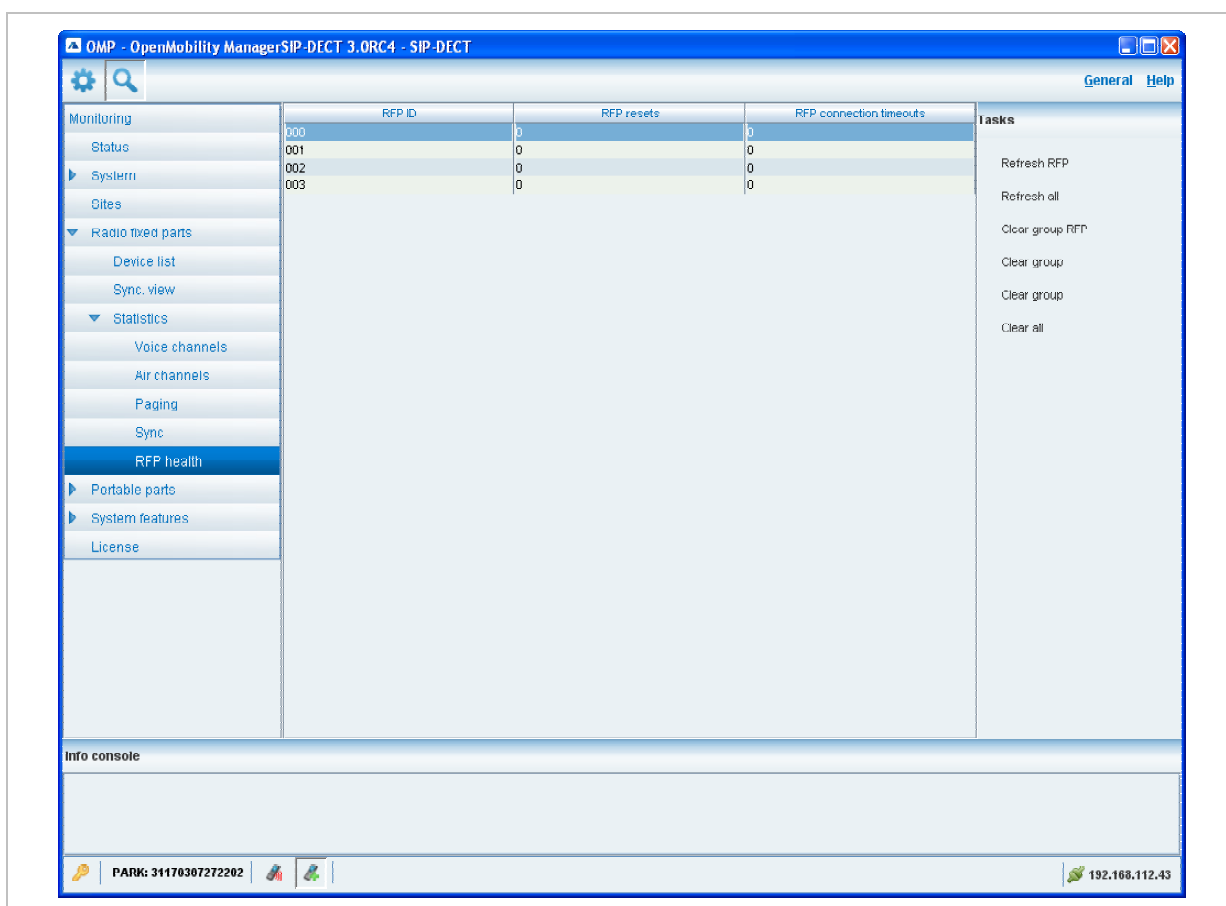 OMP - OpenMobility ManagerSIP-DECT 3.0RC4 - SIP-DECT
General Help
Monitoring
Status
System
Sites
Radio fixed parts
Device list
Sync. view
Statistics
Voice channels
Air channels
Paging
Sync
RFP health
Portable parts
System features
License
RFP ID RFP resets RFP connection timeouts
000 0 0
001 0 0
002 0 0
003 0 0
Tasks
Refresh RFP
Refresh all
Clear group RFP
Clear group
Clear group
Clear all
Info console
PARK: 31170307272202
192.168.112.43